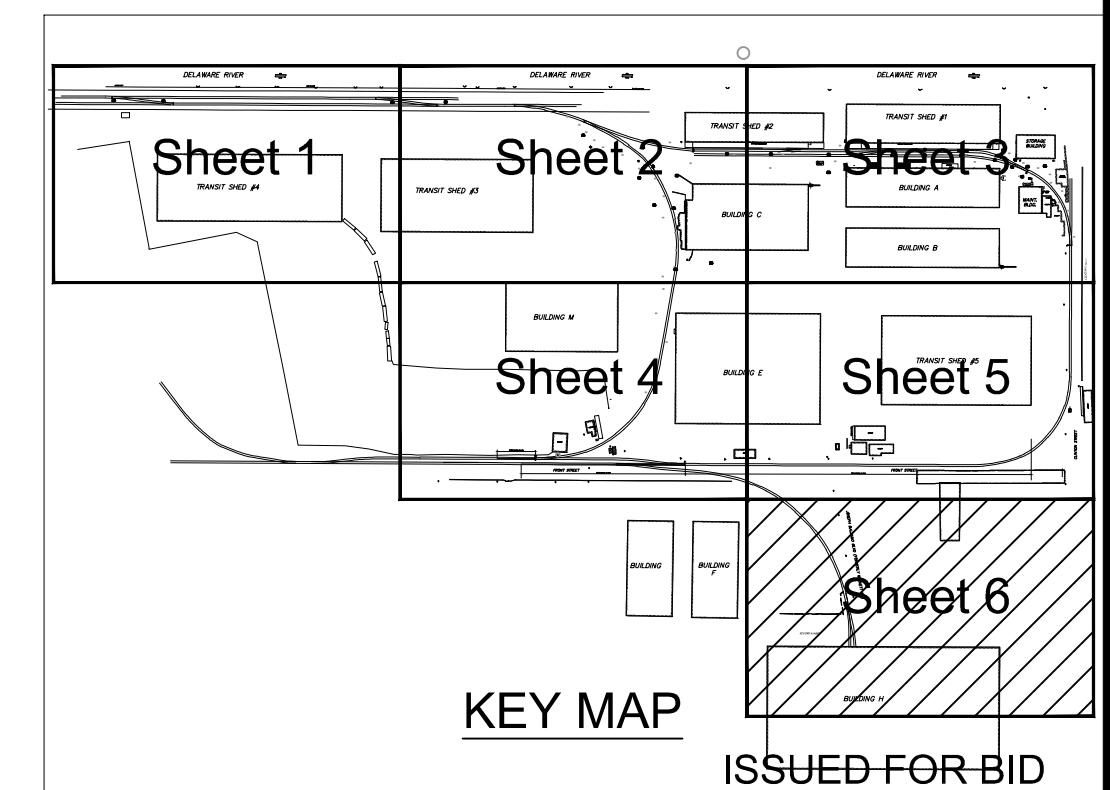 DELAWARE RIVER
DELAWARE RIVER
DELAWARE RIVER
Sheet 1
TRANSIT SHED #4
Sheet 2
TRANSIT SHED #3
TRANSIT SHED #2
BUILDING C
TRANSIT SHED #1
Sheet 3
STORAGE
BUILDING
BUILDING A
MAINT.
BLDG.
BUILDING B
BUILDING M
Sheet 4
BUILDING E
TRANSIT SHED #5
Sheet 5
CLINTON STREET
FRONT STREET
FRONT STREET
BUILDING
BUILDING
F
Sheet 6
BUILDING H
KEY MAP
ISSUED FOR BID